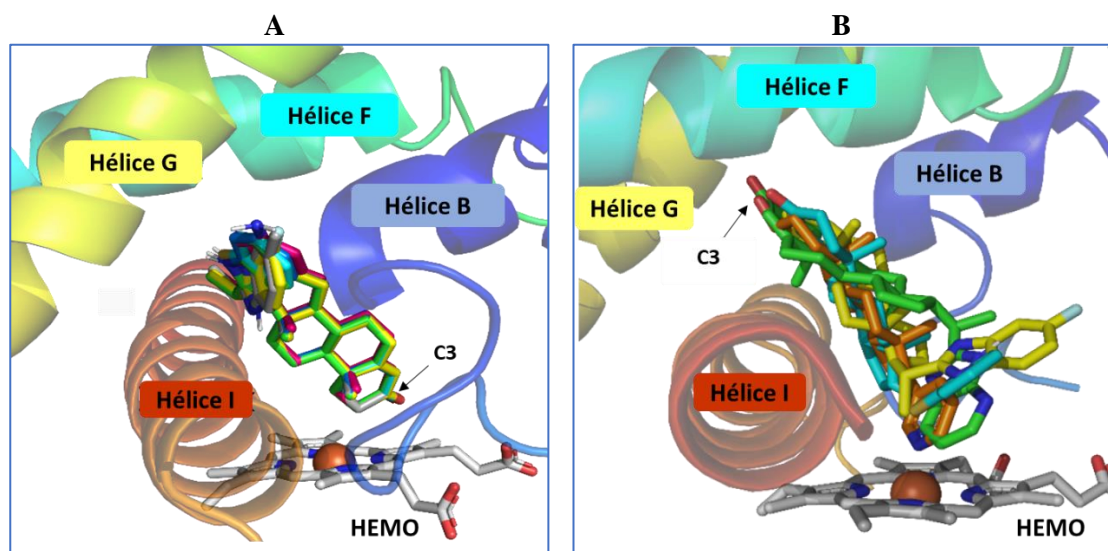 A
Hélice F
Hélice G
Hélice B
C3
Hélice I
HEMO
B
Hélice F
Hélice B
Hélice G
C3
Hélice I
HEMO